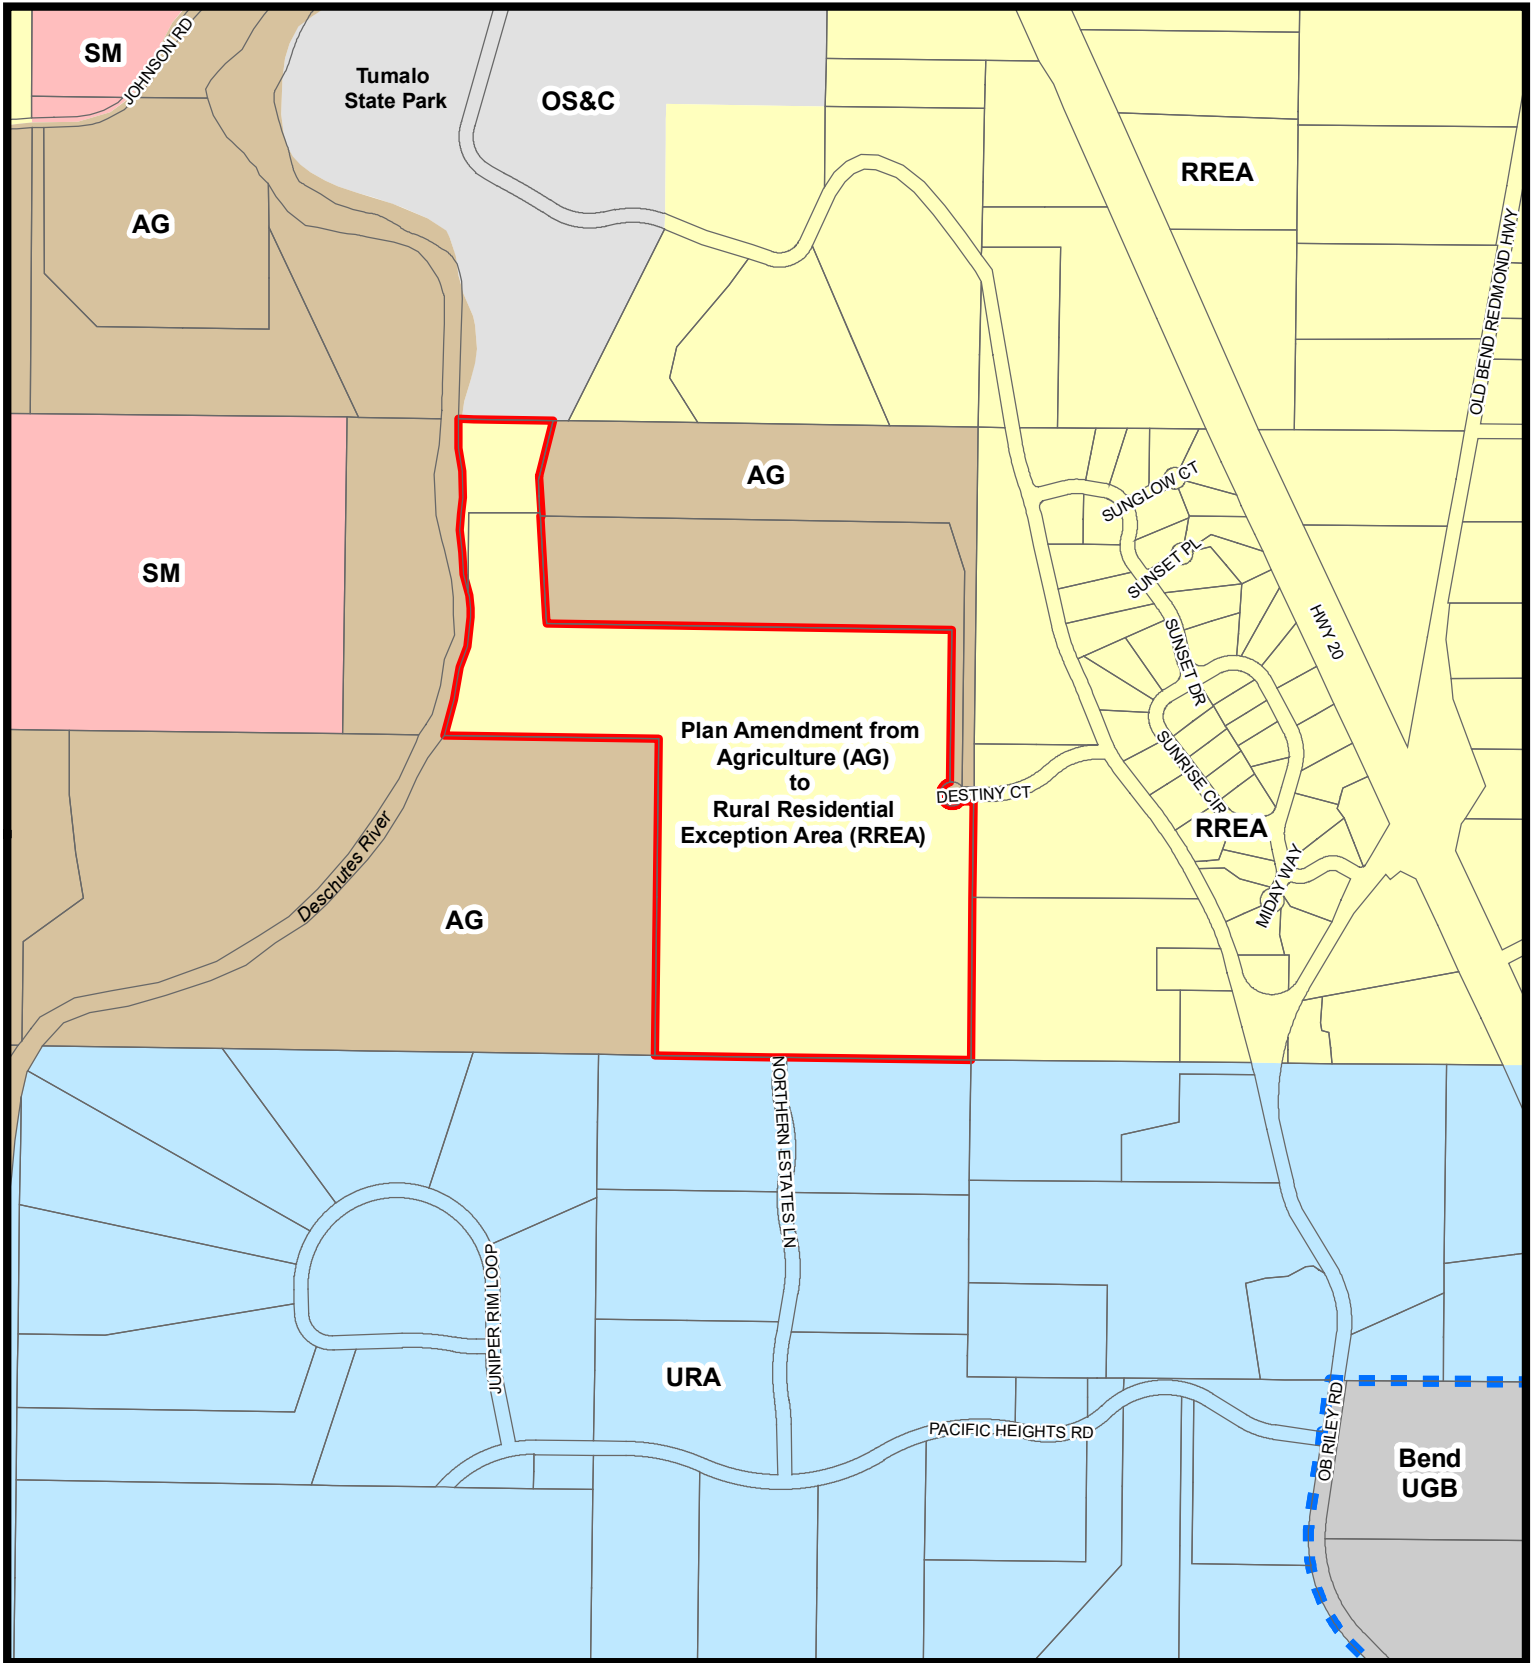 SM
JOHNSON RD
Tumalo
State Park
OS&C
RREA
AG
OLD BEND REDMOND HWY
AG
SUNGLOW CT
SM
SUNSET PL
HWY 20
SUNSET DR
Plan Amendment from
Agriculture (AG)
to
Rural Residential
Exception Area (RREA)
SUNRISE CIR
DESTINY CT
RREA
Deschutes River
MIDAY WAY
AG
NORTHERN ESTATES LN
JUNIPER RIM LOOP
URA
PACIFIC HEIGHTS RD
OB RILEY RD
Bend
UGB